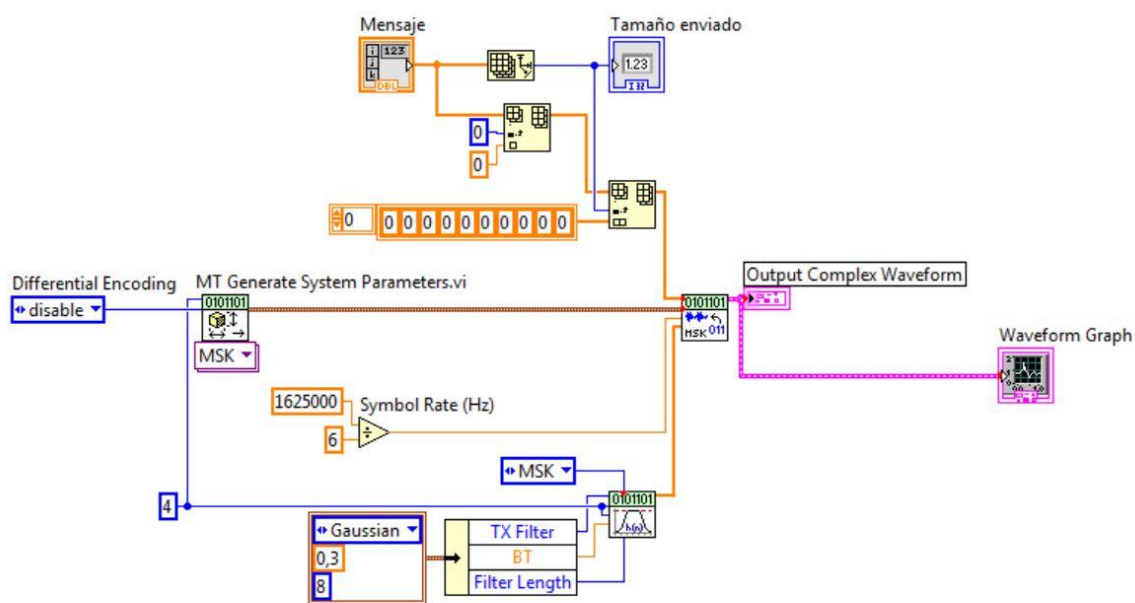 Mensaje
Tamaño enviado
i 123
j
k
DBL
1.23
I32
0
0
0
0 0 0 0 0 0 0 0 0 0
Differential Encoding
disable
MT Generate System Parameters.vi
0101101
MSK
0101101
MSK 011
Output Complex Waveform
Waveform Graph
1625000
Symbol Rate (Hz)
6
MSK
4
0101101
h(n)
Gaussian
0,3
8
TX Filter
BT
Filter Length